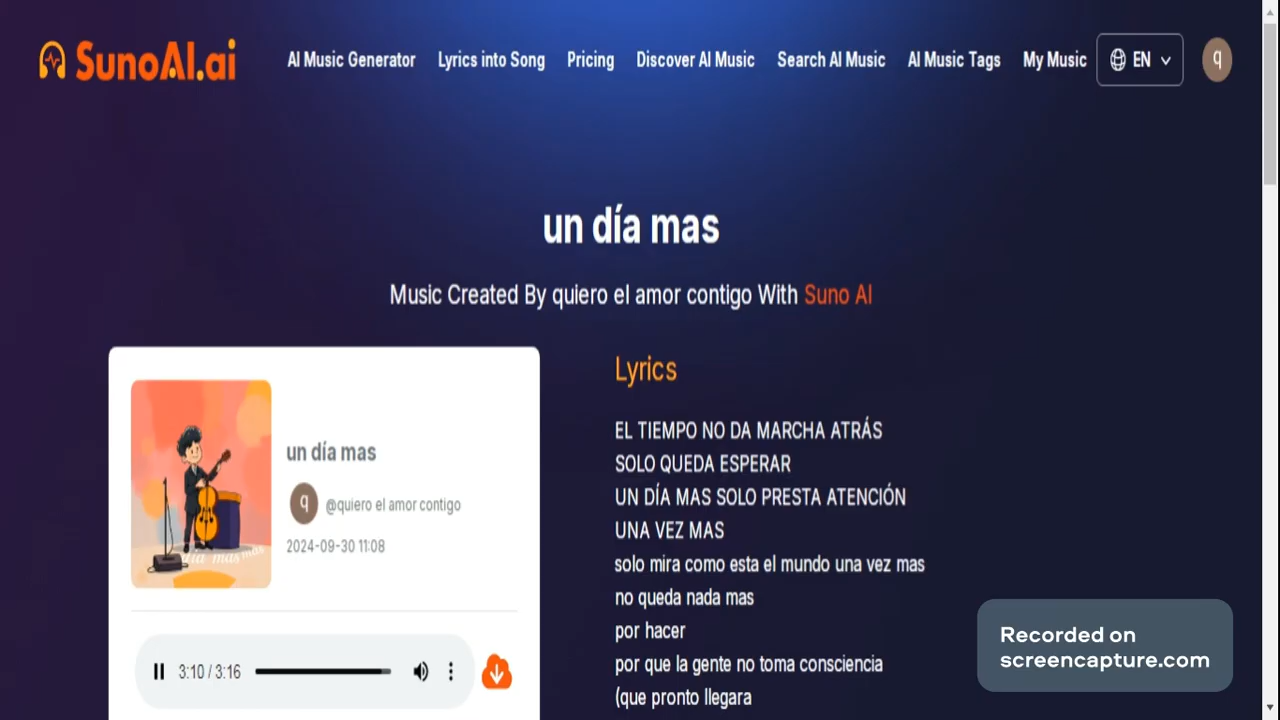 SunoAI.ai
AI Music Generator
Lyrics into Song
Pricing
Discover AI Music
Search AI Music
AI Music Tags
My Music
EN
q
un día mas
Music Created By quiero el amor contigo With Suno AI
día mas mas
un día mas
q
@quiero el amor contigo
2024-09-30 11:08
3:10 / 3:16
Lyrics
EL TIEMPO NO DA MARCHA ATRÁS
SOLO QUEDA ESPERAR
UN DÍA MAS SOLO PRESTA ATENCIÓN
UNA VEZ MAS
solo mira como esta el mundo una vez mas
no queda nada mas
por hacer
por que la gente no toma consciencia
(que pronto llegara
Recorded on
screencapture.com